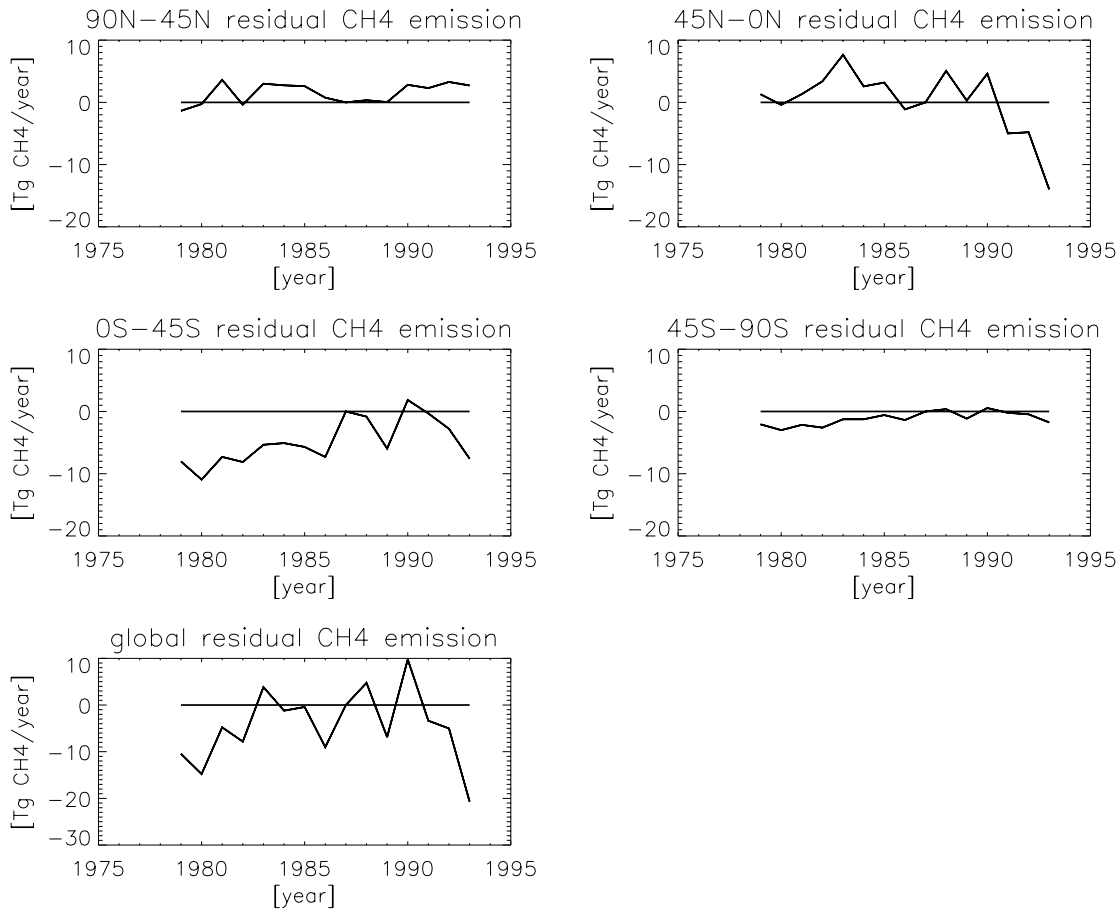 90N-45N residual CH4 emission
[Tg CH4/year]
10
0
-10
-20
1975 1980 1985 1990 1995
[year]
45N-0N residual CH4 emission
[Tg CH4/year]
10
0
-10
-20
1975 1980 1985 1990 1995
[year]
0S-45S residual CH4 emission
[Tg CH4/year]
10
0
-10
-20
1975 1980 1985 1990 1995
[year]
45S-90S residual CH4 emission
[Tg CH4/year]
10
0
-10
-20
1975 1980 1985 1990 1995
[year]
global residual CH4 emission
[Tg CH4/year]
10
0
-10
-20
-30
1975 1980 1985 1990 1995
[year]